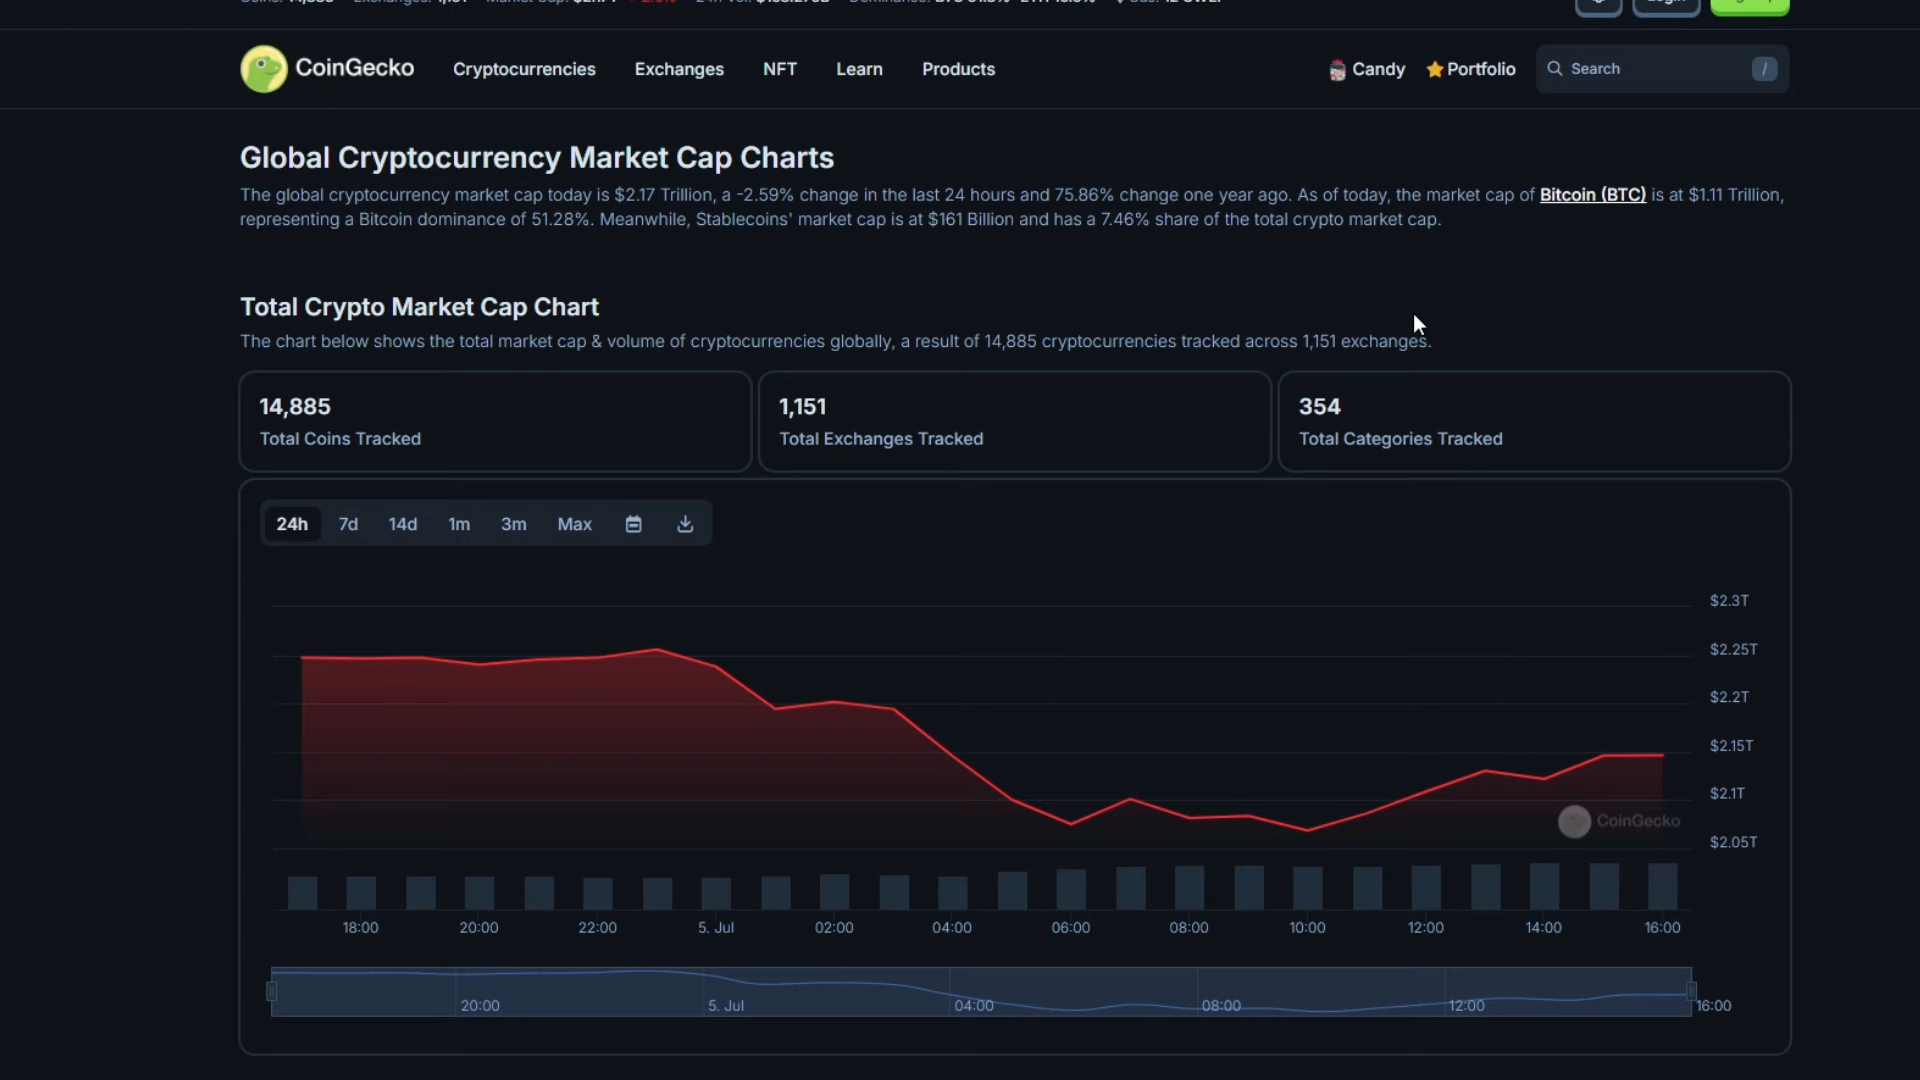 CoinGecko Cryptocurrencies Exchanges NFT Learn Products Candy Portfolio Search /
Global Cryptocurrency Market Cap Charts
The global cryptocurrency market cap today is $2.17 Trillion, a -2.59% change in the last 24 hours and 75.86% change one year ago. As of today, the market cap of Bitcoin (BTC) is at $1.11 Trillion,
representing a Bitcoin dominance of 51.28%. Meanwhile, Stablecoins' market cap is at $161 Billion and has a 7.46% share of the total crypto market cap.
Total Crypto Market Cap Chart
The chart below shows the total market cap & volume of cryptocurrencies globally, a result of 14,885 cryptocurrencies tracked across 1,151 exchanges.
14,885 1,151 354
Total Coins Tracked Total Exchanges Tracked Total Categories Tracked
24h 7d 14d 1m 3m Max
$2.3T
$2.25T
$2.2T
$2.15T
$2.1T
CoinGecko
$2.05T
18:00 20:00 22:00 5. Jul 02:00 04:00 06:00 08:00 10:00 12:00 14:00 16:00
20:00 5. Jul 04:00 08:00 12:00 16:00